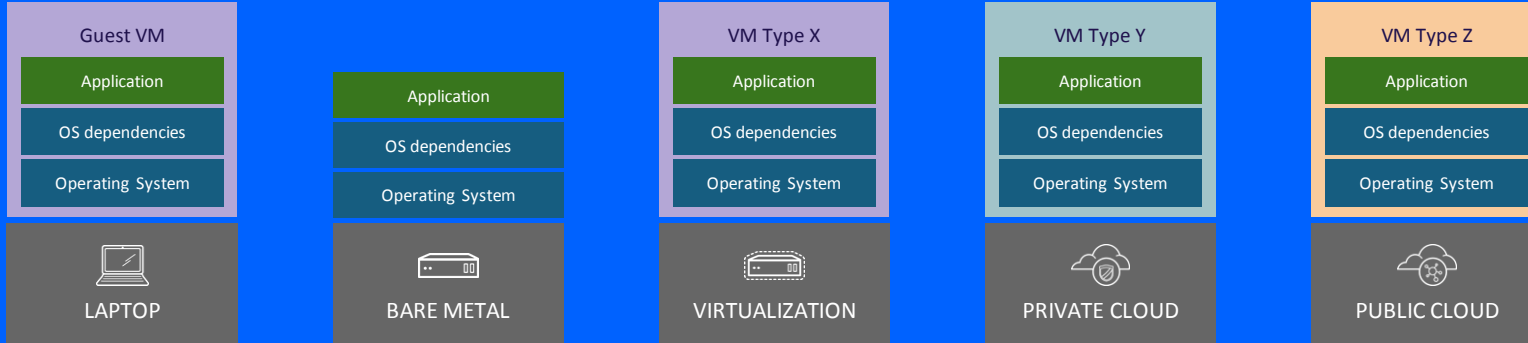 Guest VM
Application
OS dependencies
Operating System
LAPTOP
Application
OS dependencies
Operating System
BARE METAL
VM Type X
Application
OS dependencies
Operating System
VIRTUALIZATION
VM Type Y
Application
OS dependencies
Operating System
PRIVATE CLOUD
VM Type Z
Application
OS dependencies
Operating System
PUBLIC CLOUD